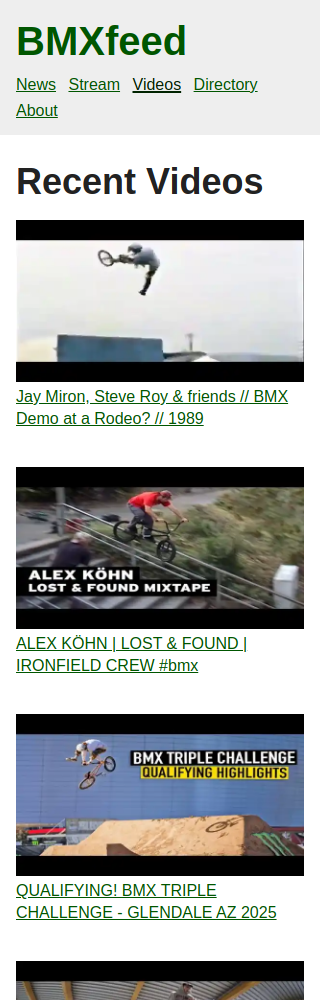 BMXfeed
News Stream Videos Directory
About
Recent Videos
Jay Miron, Steve Roy & friends // BMX
Demo at a Rodeo? // 1989
ALEX KÖHN
LOST & FOUND MIXTAPE
ALEX KÖHN | LOST & FOUND |
IRONFIELD CREW #bmx
BMX TRIPLE CHALLENGE
QUALIFYING HIGHLIGHTS
QUALIFYING! BMX TRIPLE
CHALLENGE - GLENDALE AZ 2025